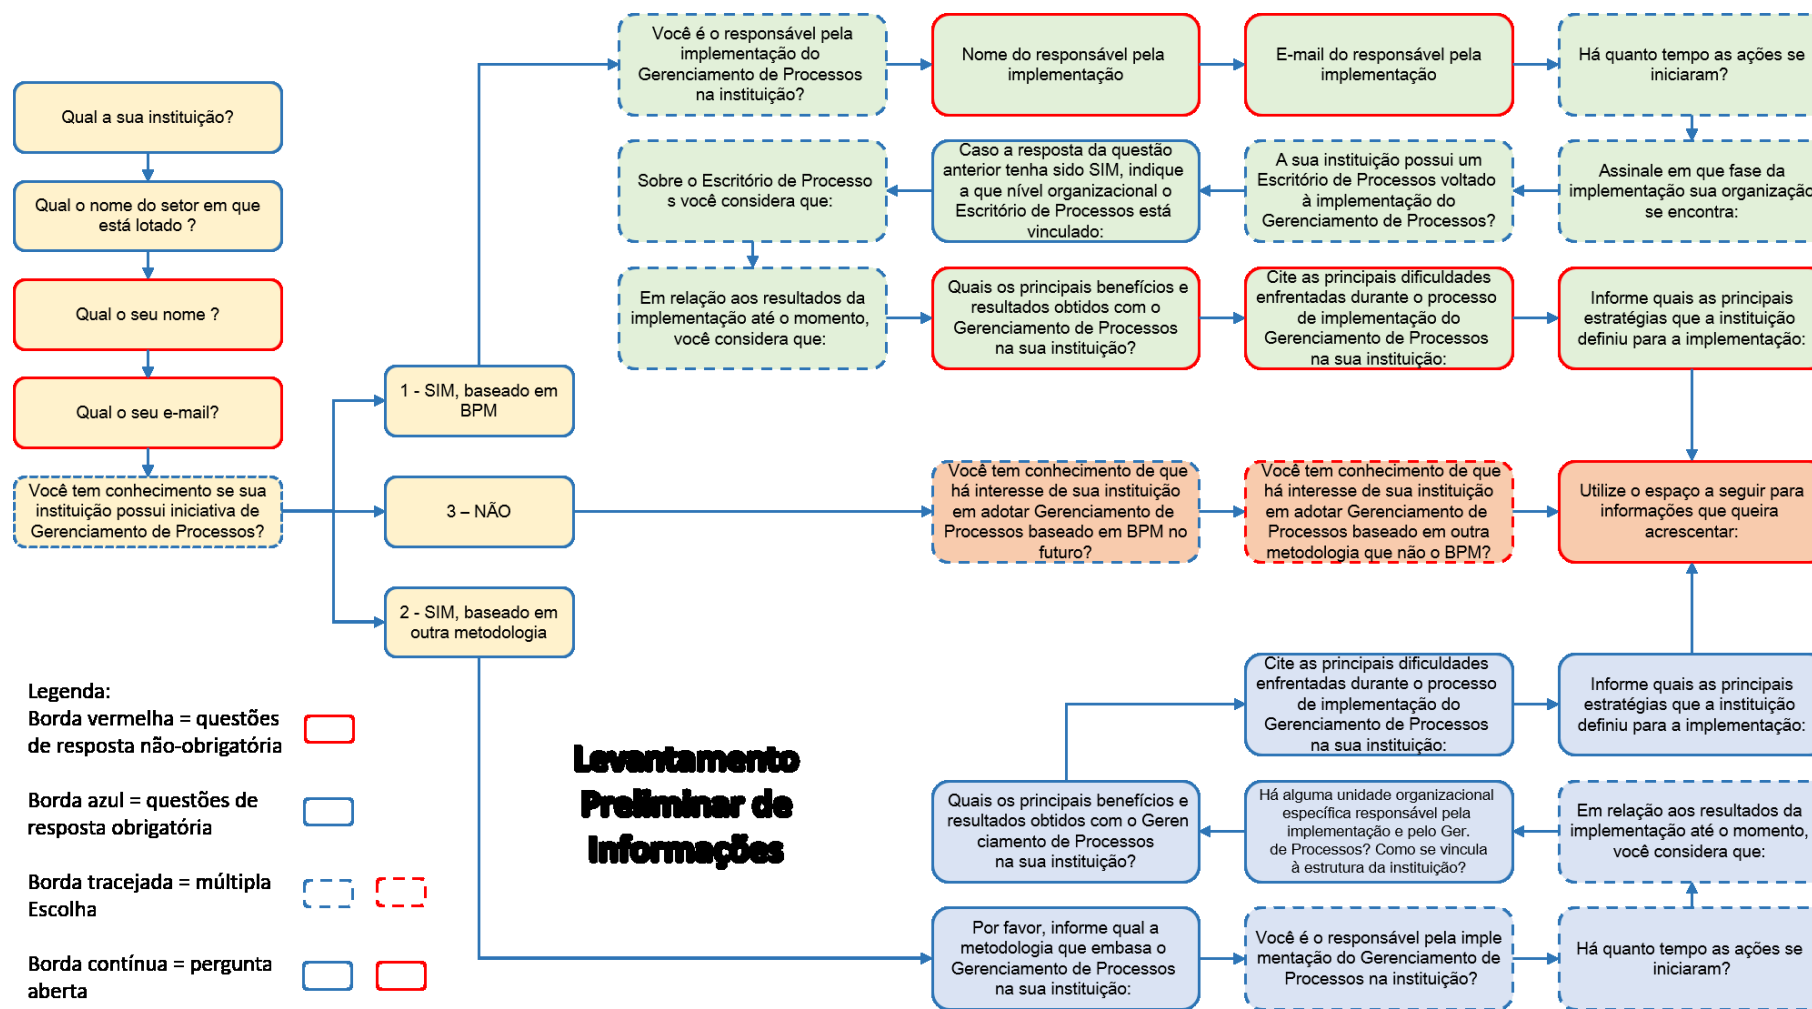 Qual a sua instituição?
Qual o nome do setor em que
está lotado ?
Qual o seu nome ?
Qual o seu e-mail?
Você tem conhecimento se sua
instituição possui iniciativa de
Gerenciamento de Processos?
1 - SIM, baseado em
BPM
3 – NÃO
2 - SIM, baseado em
outra metodologia
Você é o responsável pela
implementação do
Gerenciamento de Processos
na instituição?
Nome do responsável pela
implementação
E-mail do responsável pela
implementação
Há quanto tempo as ações se
iniciaram?
Assinale em que fase da
implementação sua organização
se encontra:
A sua instituição possui um
Escritório de Processos voltado
à implementação do
Gerenciamento de Processos?
Caso a resposta da questão
anterior tenha sido SIM, indique
a que nível organizacional o
Escritório de Processos está
vinculado:
Sobre o Escritório de Processo
s você considera que:
Em relação aos resultados da
implementação até o momento,
você considera que:
Quais os principais benefícios e
resultados obtidos com o
Gerenciamento de Processos
na sua instituição?
Cite as principais dificuldades
enfrentadas durante o processo
de implementação do
Gerenciamento de Processos
na sua instituição:
Informe quais as principais
estratégias que a instituição
definiu para a implementação:
Você tem conhecimento de que
há interesse de sua instituição
em adotar Gerenciamento de
Processos baseado em BPM no
futuro?
Você tem conhecimento de que
há interesse de sua instituição
em adotar Gerenciamento de
Processos baseado em outra
metodologia que não o BPM?
Utilize o espaço a seguir para
informações que queira
acrescentar:
Por favor, informe qual a
metodologia que embasa o
Gerenciamento de Processos
na sua instituição:
Você é o responsável pela imple
mentação do Gerenciamento de
Processos na instituição?
Há quanto tempo as ações se
iniciaram?
Em relação aos resultados da
implementação até o momento,
você considera que:
Há alguma unidade organizacional
específica responsável pela
implementação e pelo Ger.
de Processos? Como se vincula
à estrutura da instituição?
Quais os principais benefícios e
resultados obtidos com o Geren
ciamento de Processos
na sua instituição?
Cite as principais dificuldades
enfrentadas durante o processo
de implementação do
Gerenciamento de Processos
na sua instituição:
Informe quais as principais
estratégias que a instituição
definiu para a implementação:
Levantamento
Preliminar de
Informações
Legenda:
Borda vermelha = questões
de resposta não-obrigatória
Borda azul = questões de
resposta obrigatória
Borda tracejada = múltipla
Escolha
Borda contínua = pergunta
aberta